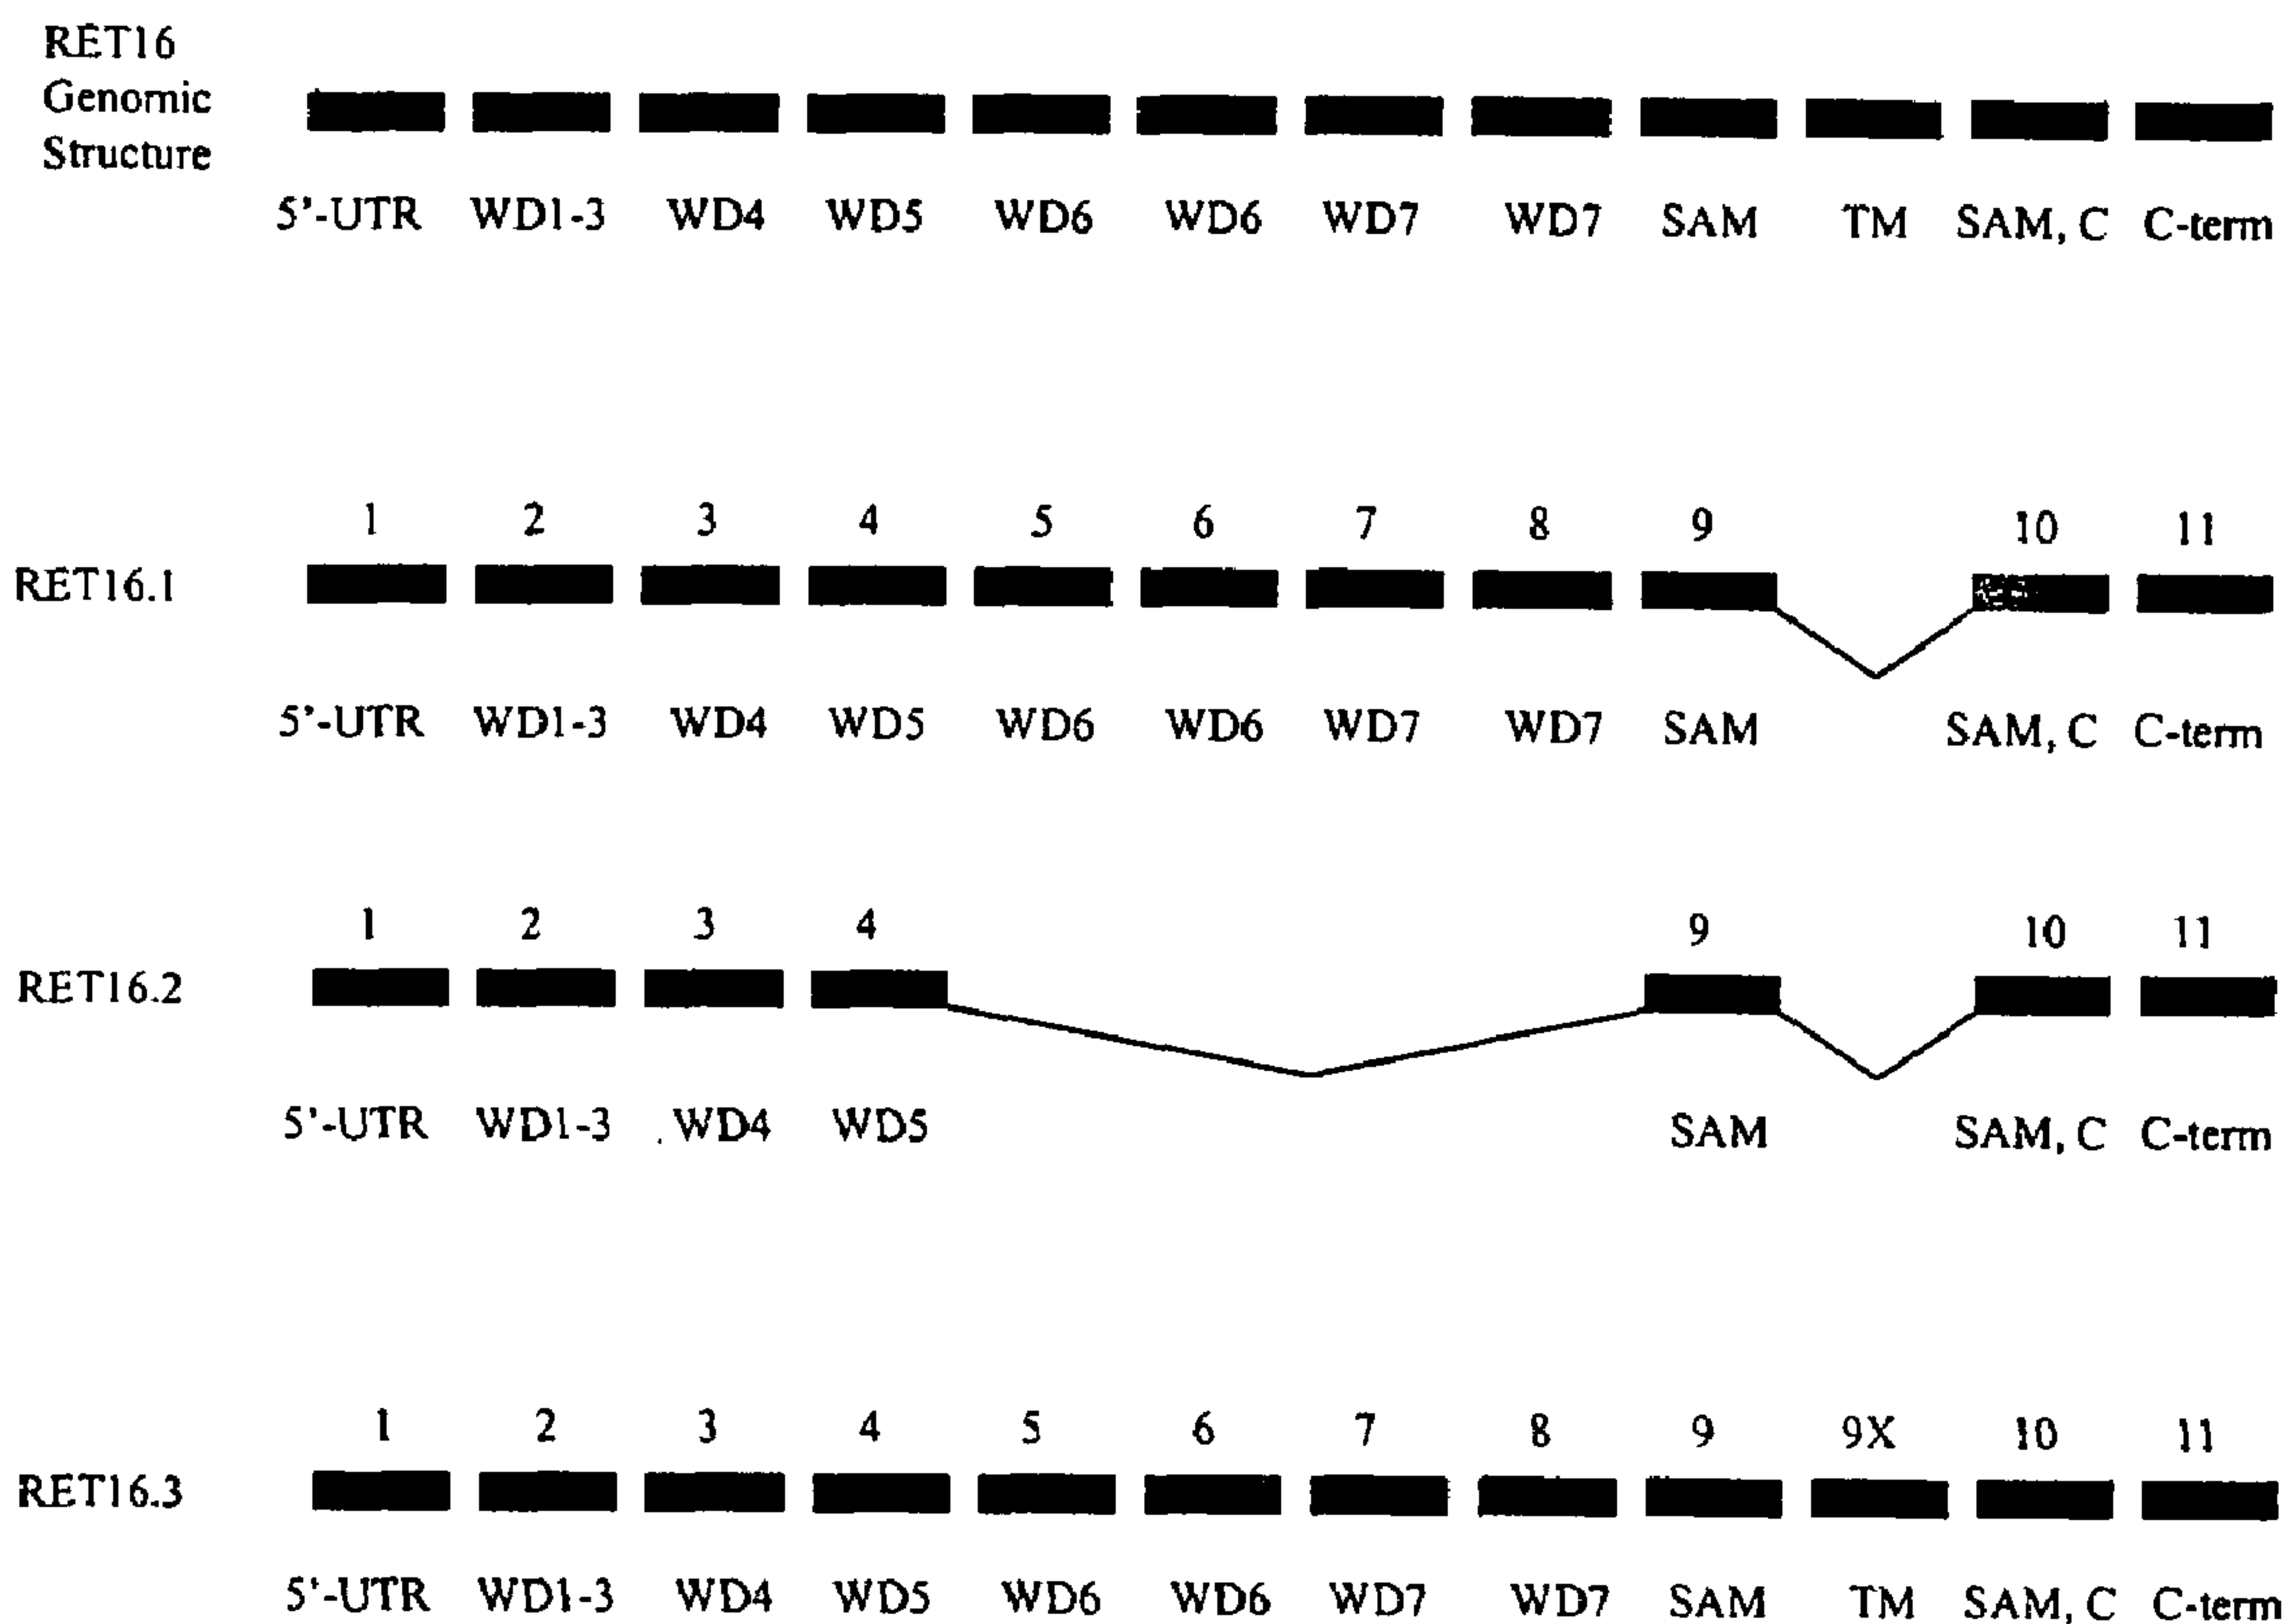 RET16
Genomic
Structure
5'-UTR WD1-3 WD4 WD5 WD6 WD6 WD7 WD7 SAM TM SAM, C C-term
1 2 3 4 5 6 7 8 9 10 11
RET16.1
5'-UTR WD1-3 WD4 WD5 WD6 WD6 WD7 WD7 SAM SAM, C C-term
1 2 3 4 9 10 11
RET16.2
5'-UTR WD1-3 WD4 WD5 SAM SAM, C C-term
1 2 3 4 5 6 7 8 9 9X 10 11
RET16.3
5'-UTR WD1-3 WD4 WD5 WD6 WD6 WD7 WD7 SAM TM SAM, C C-term